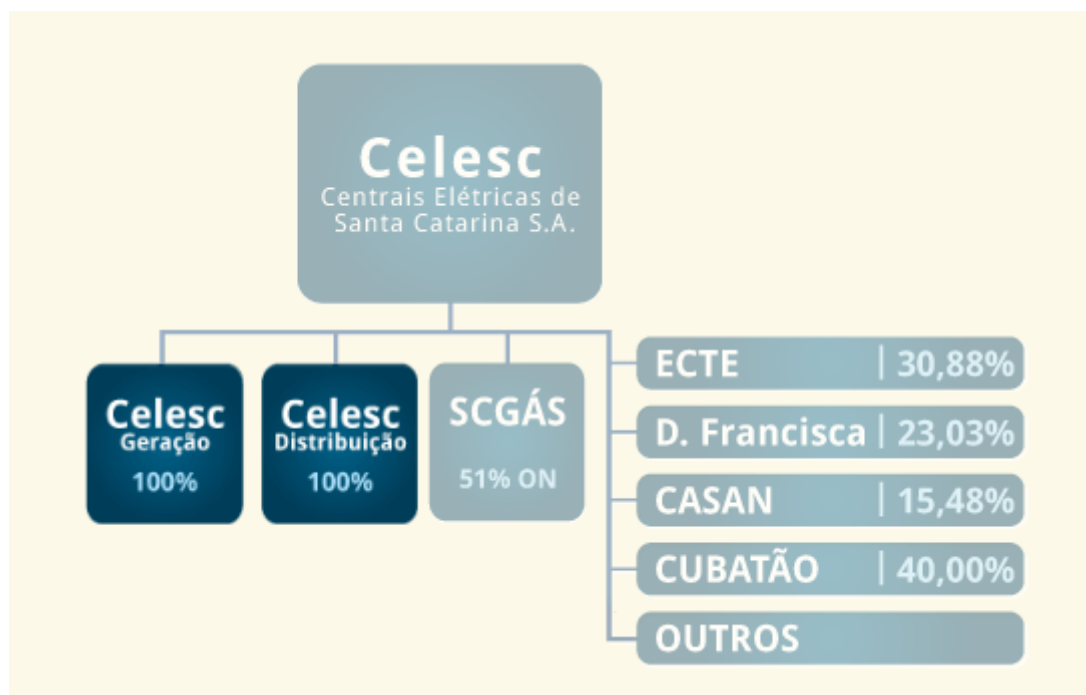 Celesc
Centrais Elétricas de
Santa Catarina S.A.
Celesc
Geração
100%
Celesc
Distribuição
100%
SCGÁS
51% ON
ECTE | 30,88%
D. Francisca | 23,03%
CASAN | 15,48%
CUBATÃO | 40,00%
OUTROS